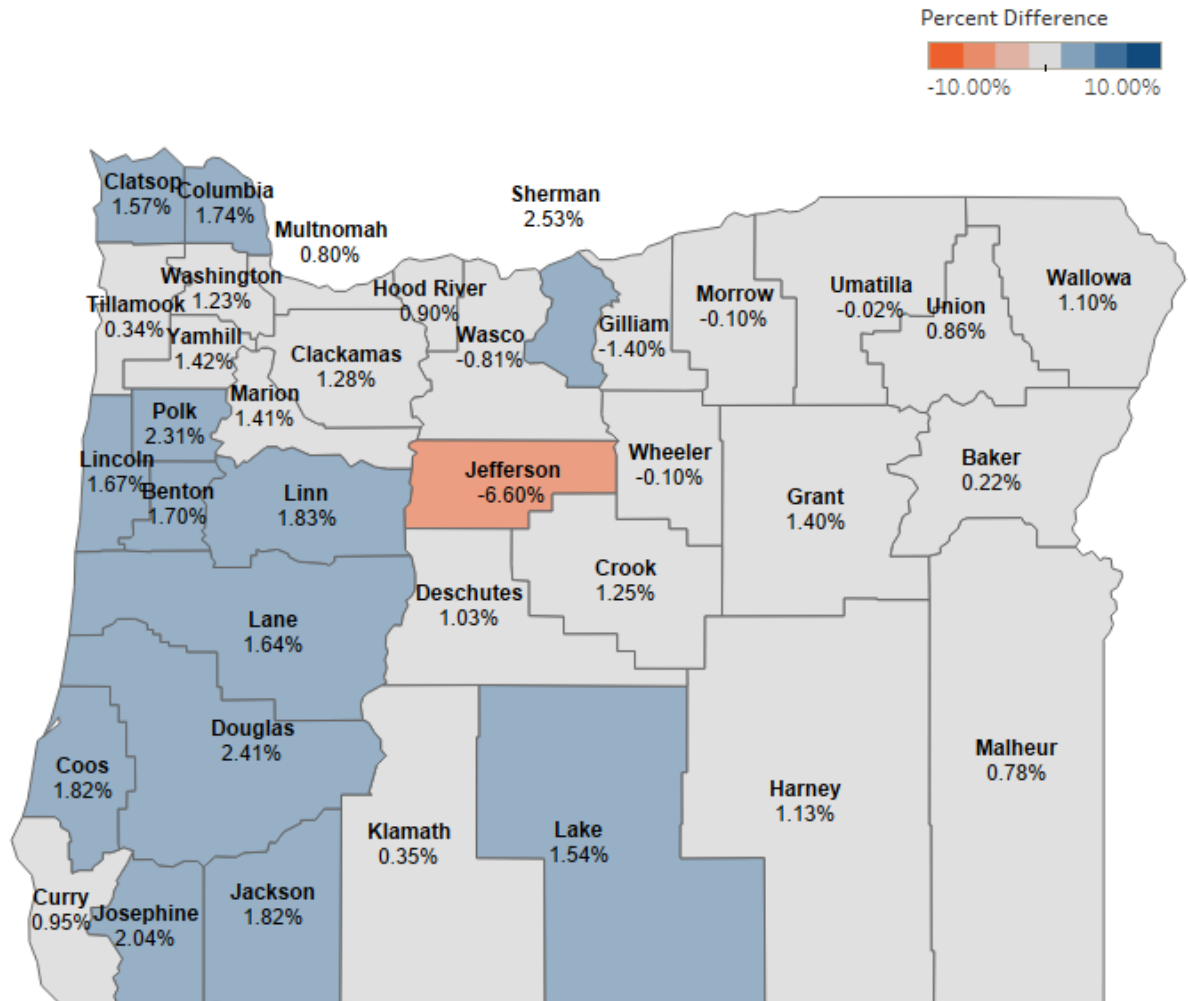 Percent Difference
-10.00%
10.00%
Clatsop
1.57%
Columbia
1.74%
Multnomah
0.80%
Sherman
2.53%
Washington
1.23%
Tillamook
0.34%
Yamhill
1.42%
Hood River
0.90%
Wasco
-0.81%
Gilliam
-1.40%
Morrow
-0.10%
Umatilla
-0.02%
Union
0.86%
Wallowa
1.10%
Clackamas
1.28%
Marion
1.41%
Polk
2.31%
Lincoln
1.67%
Benton
1.70%
Linn
1.83%
Jefferson
-6.60%
Wheeler
-0.10%
Grant
1.40%
Baker
0.22%
Lane
1.64%
Deschutes
1.03%
Crook
1.25%
Douglas
2.41%
Coos
1.82%
Klamath
0.35%
Lake
1.54%
Harney
1.13%
Malheur
0.78%
Curry
0.95%
Josephine
2.04%
Jackson
1.82%